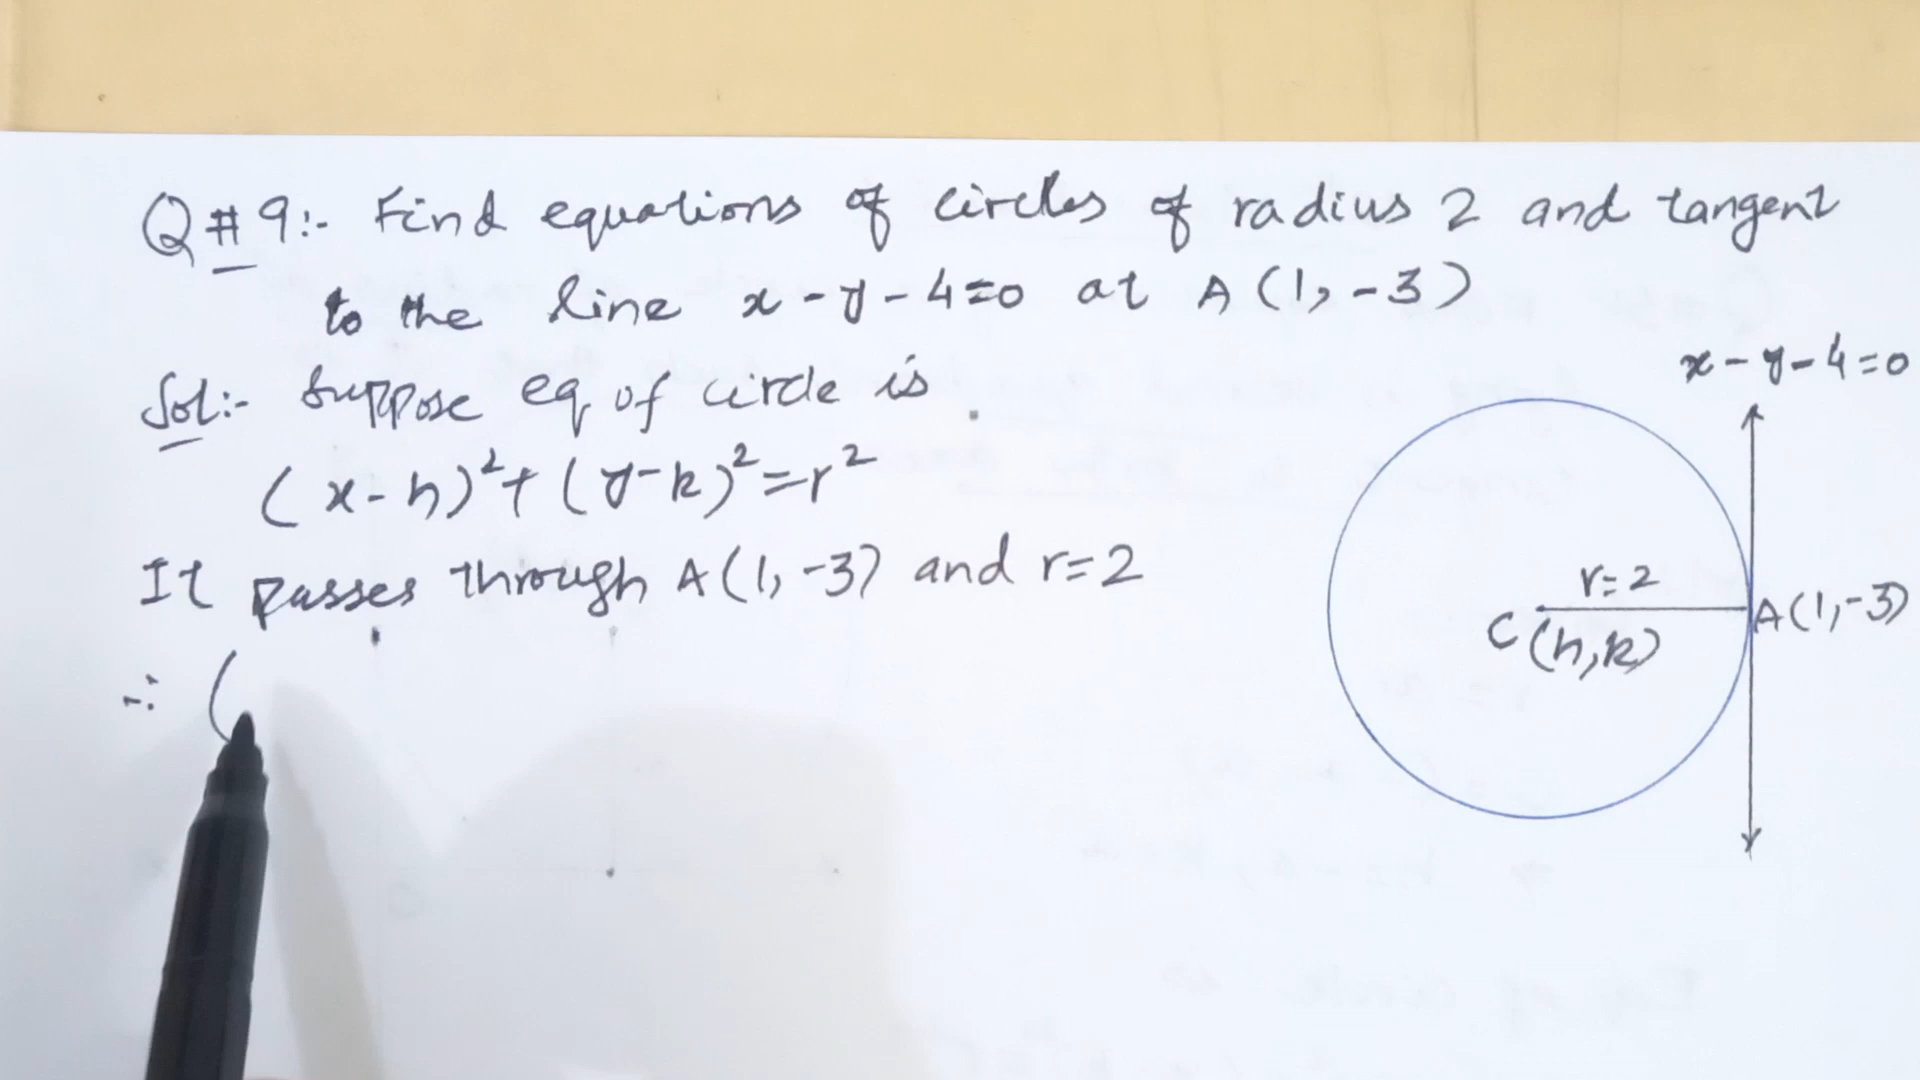 Q#9:- Find equations of circles of radius 2 and tangent
to the line x-y-4=0 at A(1,-3)
Sol:- Suppose eq of circle is
(x-h)²+(y-k)²=r²
It passes through A(1,-3) and r=2
∴ (
x-y-4=0
r=2
A(1,-3)
C(h,k)